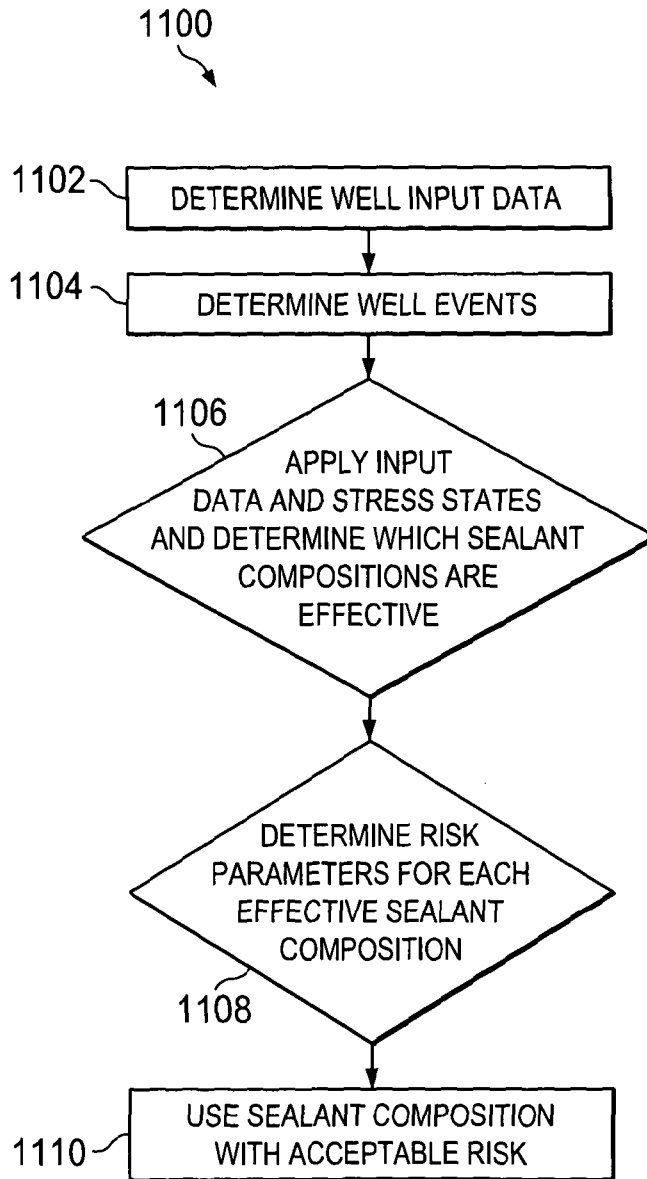 1100
1102
DETERMINE WELL INPUT DATA
1104
DETERMINE WELL EVENTS
1106
APPLY INPUT
DATA AND STRESS STATES
AND DETERMINE WHICH SEALANT
COMPOSITIONS ARE
EFFECTIVE
DETERMINE RISK
PARAMETERS FOR EACH
EFFECTIVE SEALANT
COMPOSITION
1108
USE SEALANT COMPOSITION
WITH ACCEPTABLE RISK
1110